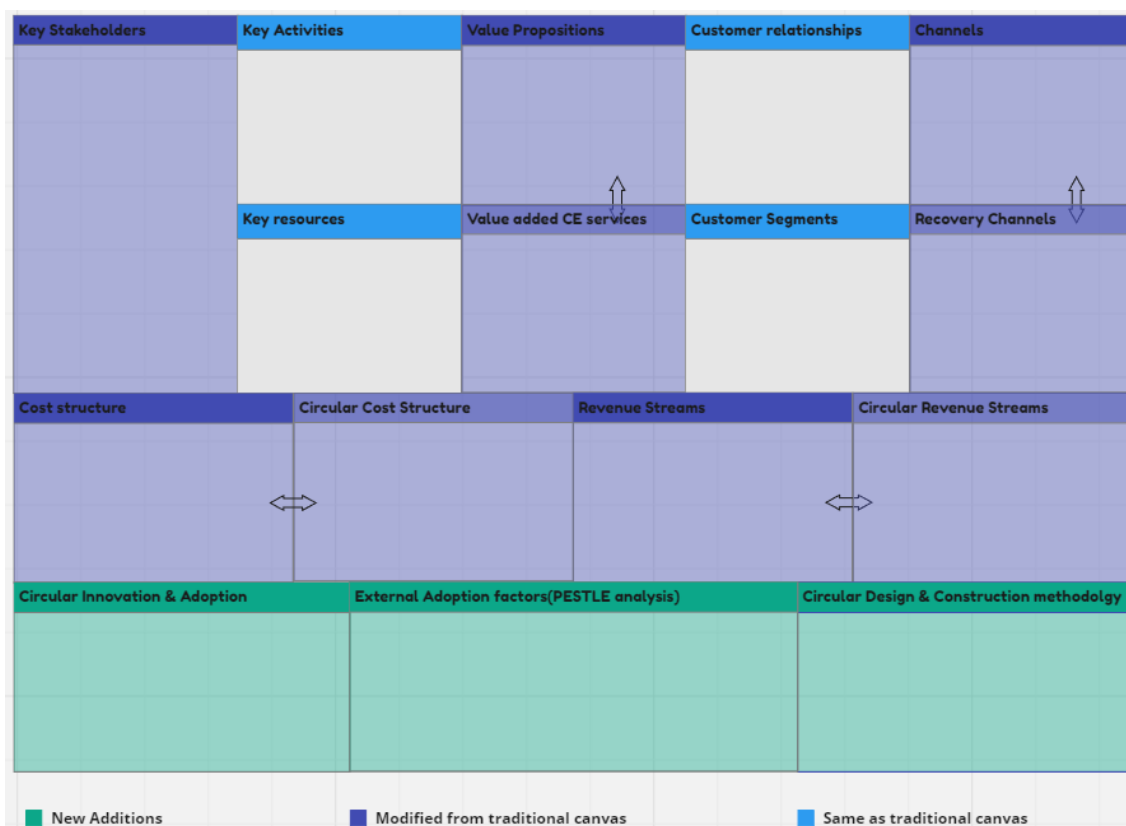 Key Stakeholders
Key Activities
Value Propositions
Customer relationships
Channels
Key resources
Value added CE services
Customer Segments
Recovery Channels
Cost structure
Circular Cost Structure
Revenue Streams
Circular Revenue Streams
Circular Innovation & Adoption
External Adoption factors(PESTLE analysis)
Circular Design & Construction methodolgy
New Additions
Modified from traditional canvas
Same as traditional canvas